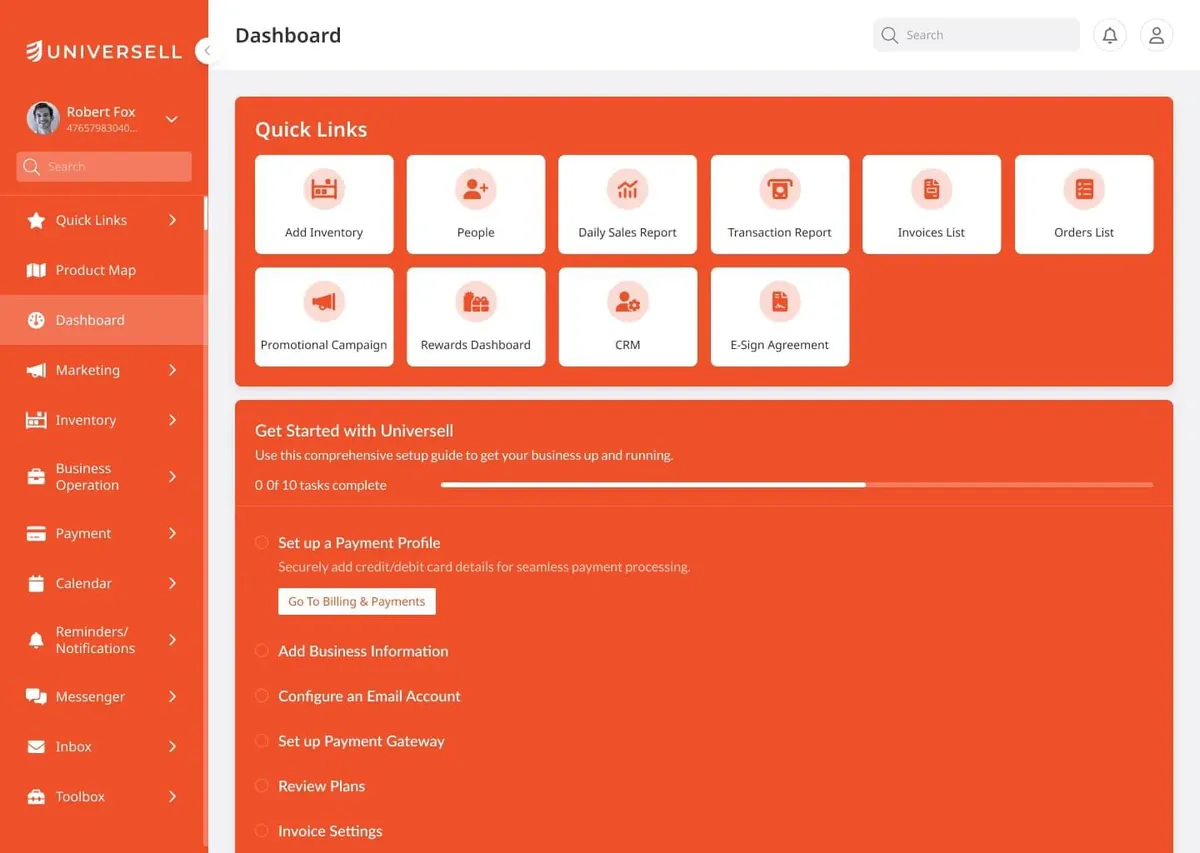 UNIVERSELL
Robert Fox
47657983040...
Search
Quick Links
Product Map
Dashboard
Marketing
Inventory
Business
Operation
Payment
Calendar
Reminders/
Notifications
Messenger
Inbox
Toolbox
Dashboard
Search
Quick Links
Add Inventory
People
Daily Sales Report
Transaction Report
Invoices List
Orders List
Promotional Campaign
Rewards Dashboard
CRM
E-Sign Agreement
Get Started with Universell
Use this comprehensive setup guide to get your business up and running.
0 Of 10 tasks complete
Set up a Payment Profile
Securely add credit/debit card details for seamless payment processing.
Go To Billing & Payments
Add Business Information
Configure an Email Account
Set up Payment Gateway
Review Plans
Invoice Settings